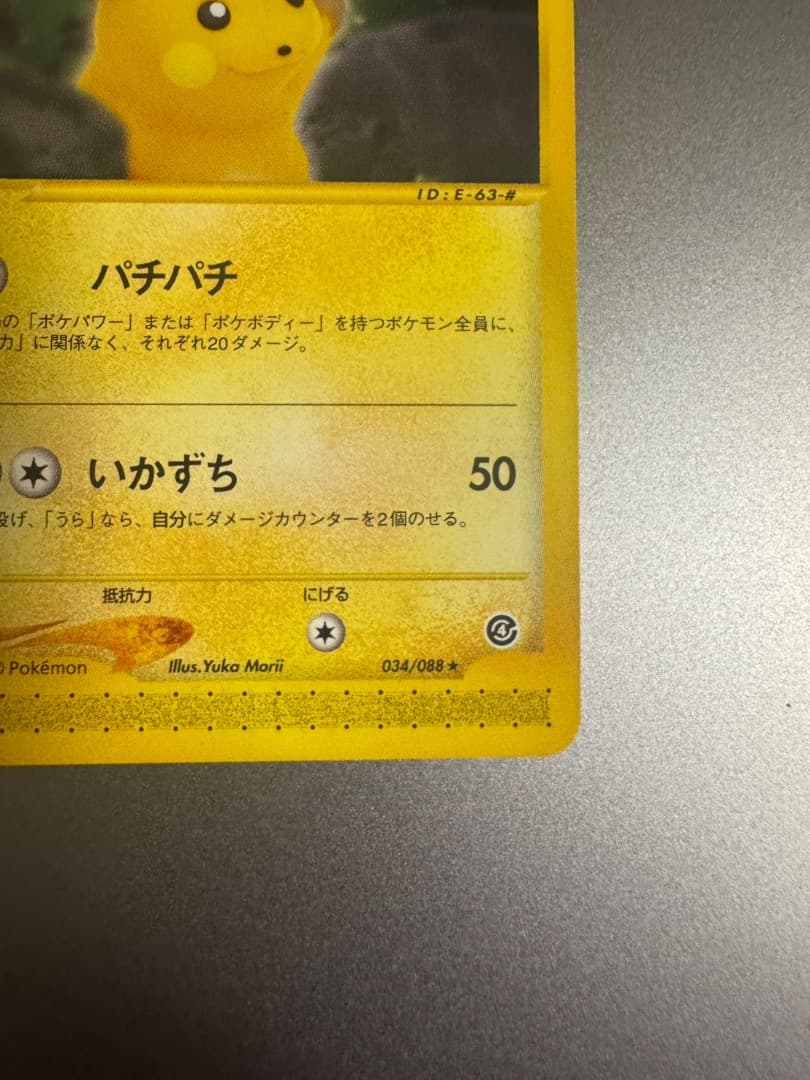 ID:E-63-#
パチパチ
の「ポケパワー」または「ポケボディー」を持つポケモン全員に、
力」に関係なく、それぞれ20ダメージ。
いかずち 50
投げ、「うら」なら、自分にダメージカウンターを2個のせる。
抵抗力 にげる
4
© Pokémon Illus.Yuka Morii 034/088★